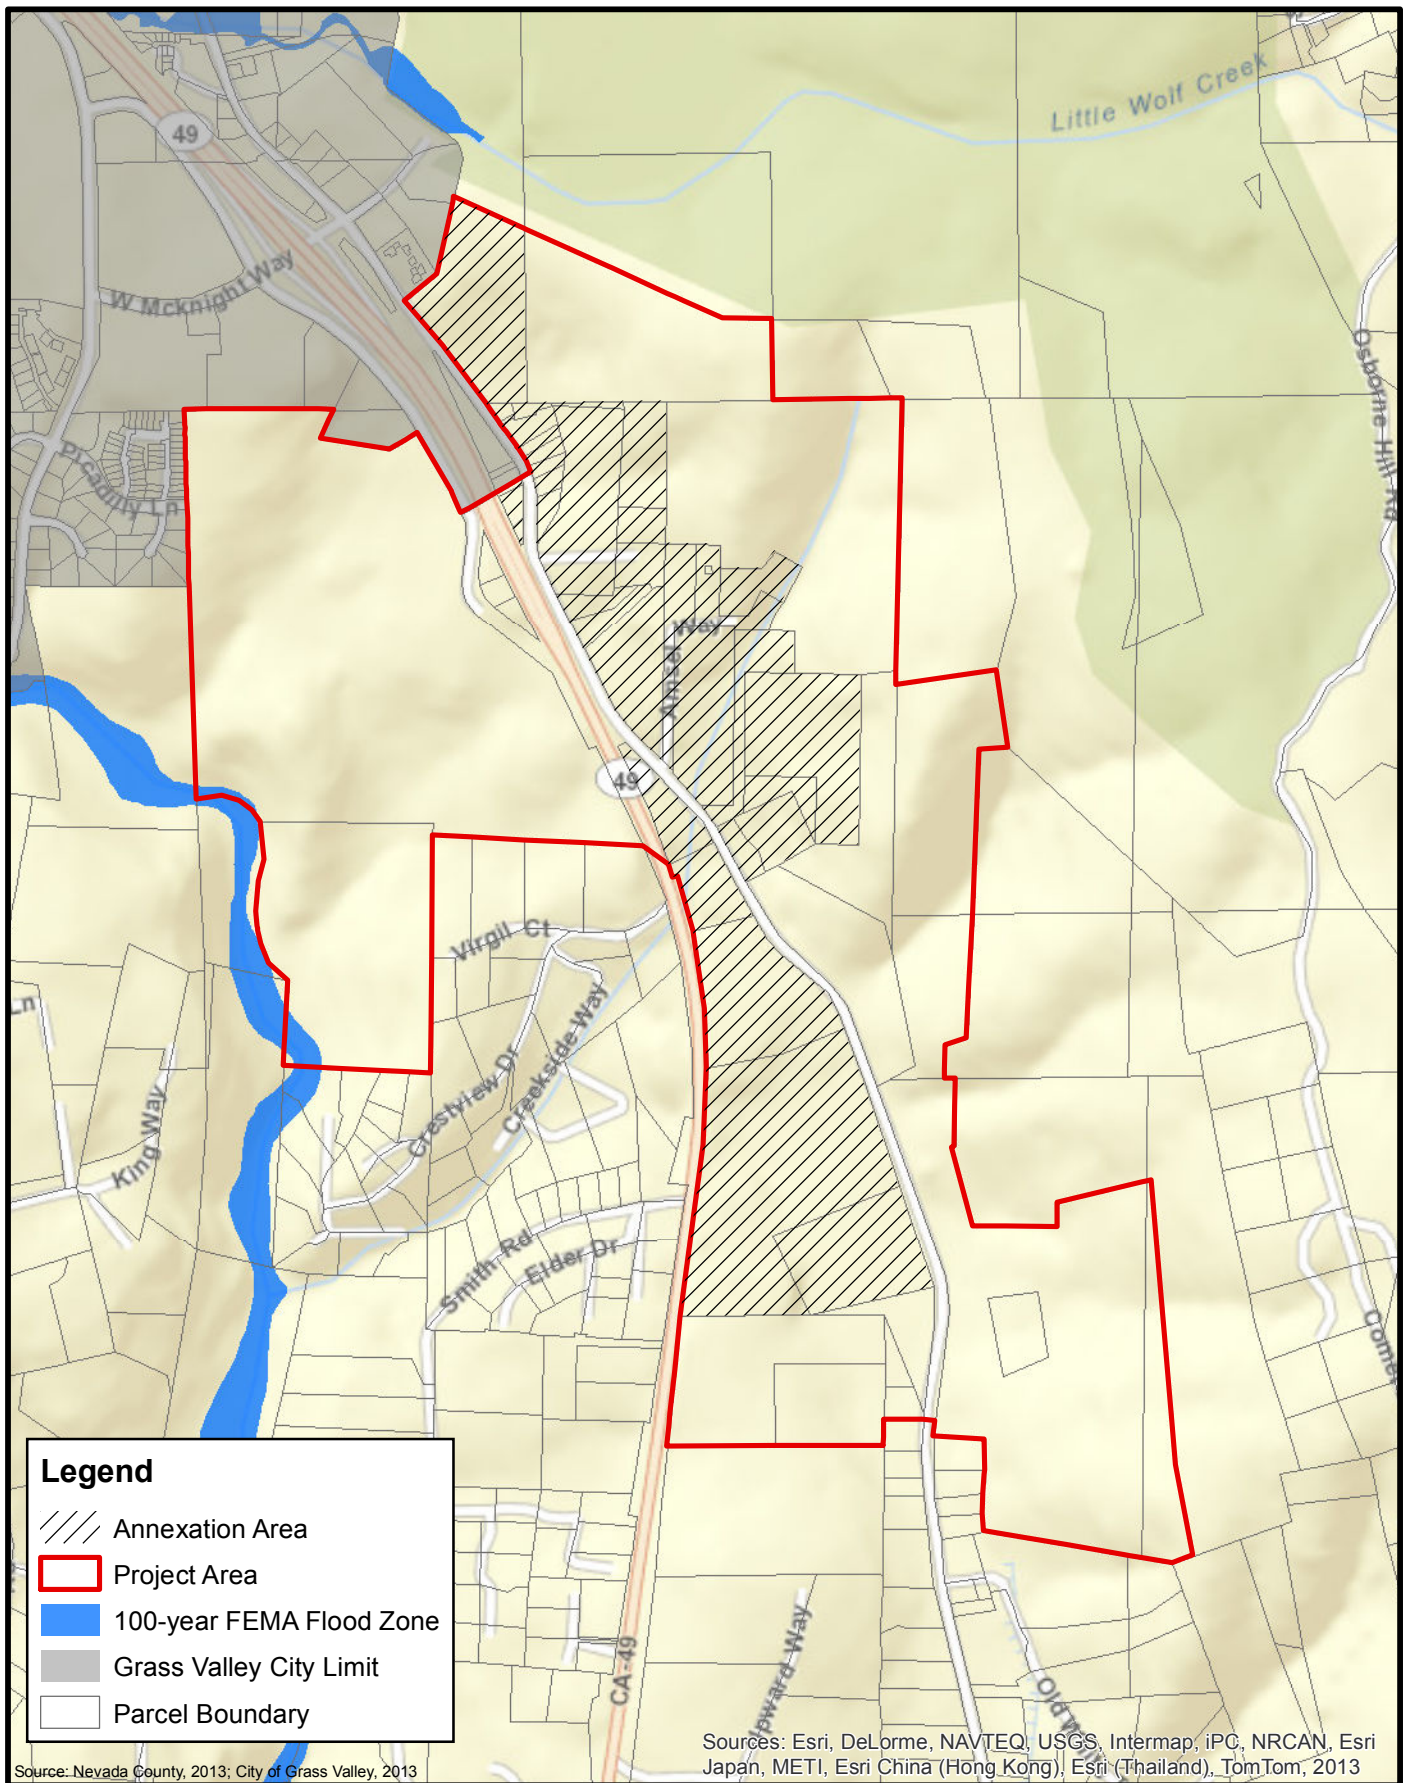 Little Wolf Creek
49
W Mcknight Way
Osborne Hill Rd
Picadilly Ln
Amsel Way
49
Virgil Ct
Ln
Creekside Way
Crestview Dr
King Way
Smith Rd
Elder Dr
Legend
Annexation Area
Project Area
100-year FEMA Flood Zone
Grass Valley City Limit
Parcel Boundary
CA-49
Upward Way
Sources: Esri, DeLorme, NAVTEQ, USGS, Intermap, iPC, NRCAN, Esri
Japan, METI, Esri China (Hong Kong), Esri (Thailand), TomTom, 2013
Source: Nevada County, 2013; City of Grass Valley, 2013